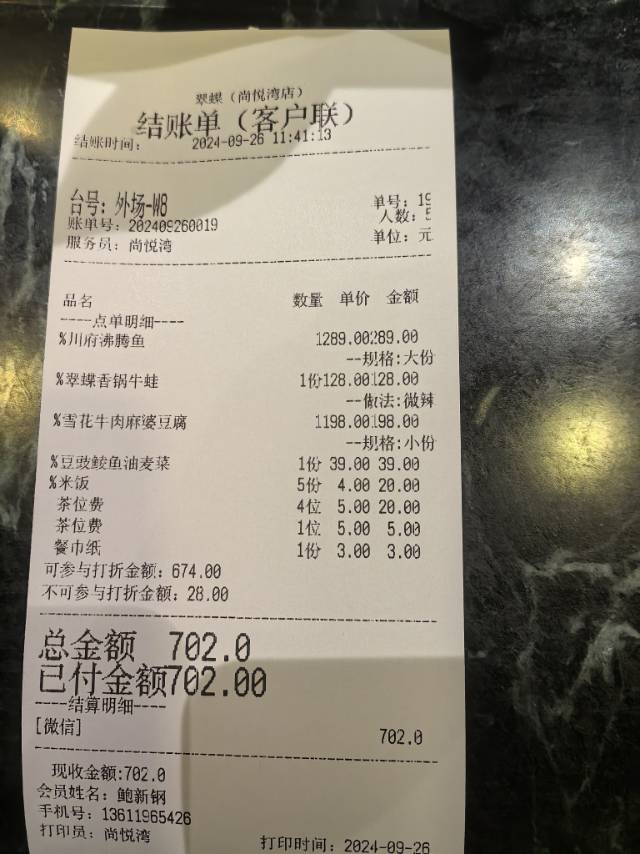 翠蝶（尚悦湾店）
结账单（客户联）
结账时间： 2024-09-26 11:41:13
台号：外场-W8 单号：19
账单号：202409260019 人数：5
服务员：尚悦湾 单位：元
品名 数量 单价 金额
----点单明细----
%川府沸腾鱼 1289.00289.00
--规格:大份
%翠蝶香锅牛蛙 1份128.00128.00
--做法:微辣
%雪花牛肉麻婆豆腐 1198.00198.00
--规格:小份
%豆豉鲮鱼油麦菜 1份 39.00 39.00
%米饭 5份 4.00 20.00
茶位费 4位 5.00 20.00
茶位费 1位 5.00 5.00
餐巾纸 1份 3.00 3.00
可参与打折金额：674.00
不可参与打折金额：28.00
总金额 702.0
已付金额702.00
----结算明细----
[微信] 702.0
现收金额:702.0
会员姓名：鲍新钢
手机号：13611965426
打印员：尚悦湾 打印时间：2024-09-26